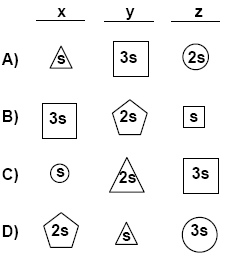 x y z
A) s 3s 2s
B) 3s 2s s
C) s 2s 3s
D) 2s s 3s